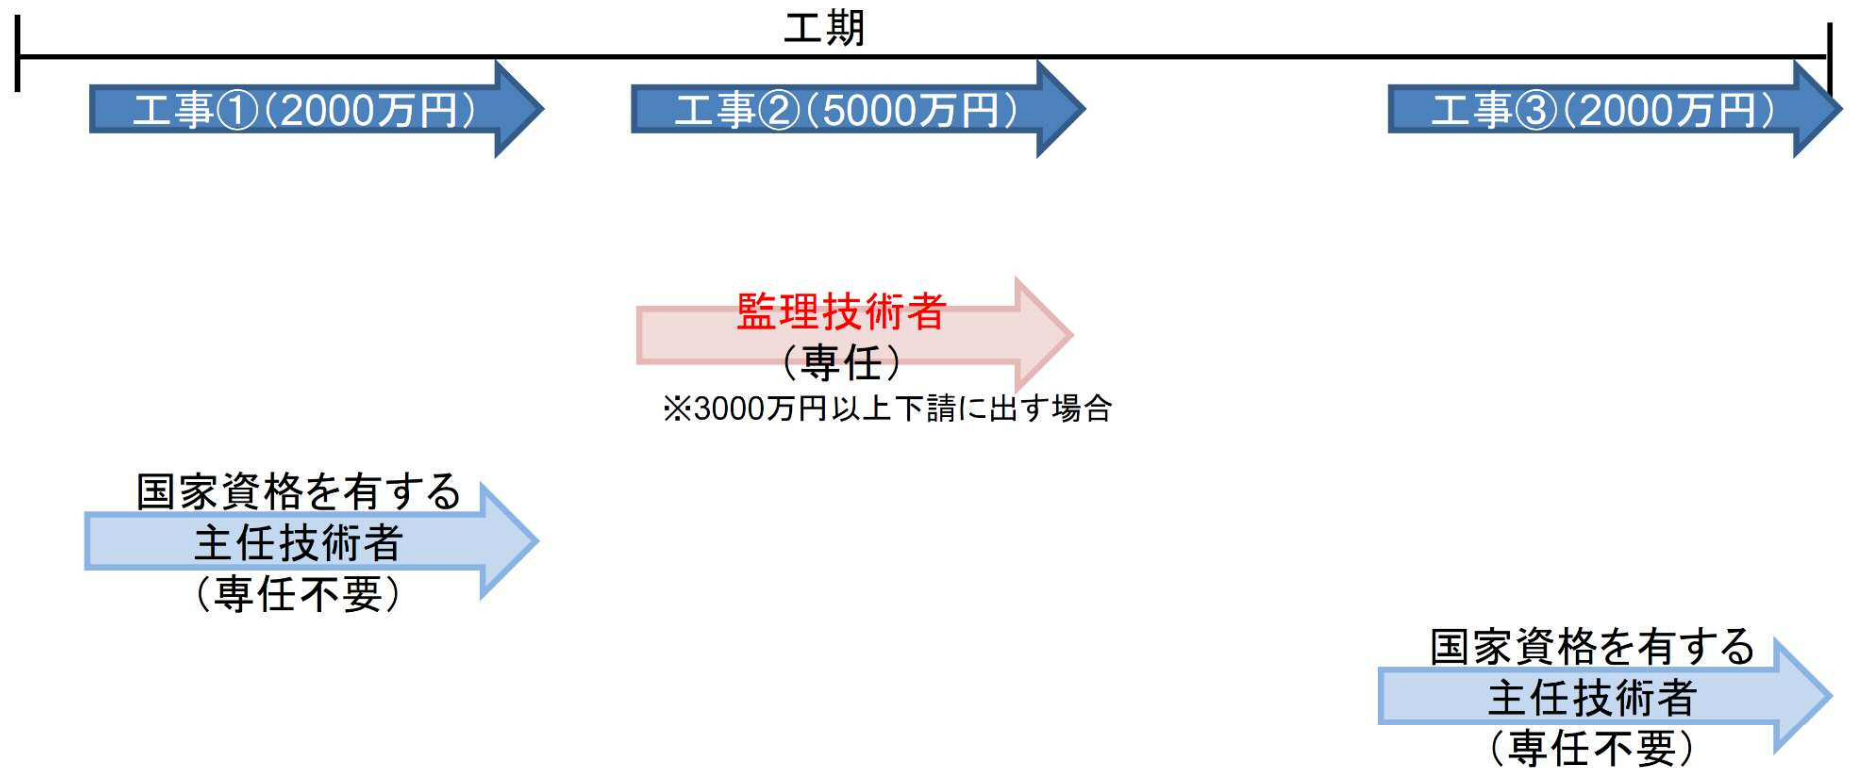 工期
工事①(2000万円)
工事②(5000万円)
工事③(2000万円)
監理技術者
(専任)
※3000万円以上下請に出す場合
国家資格を有する
主任技術者
(専任不要)
国家資格を有する
主任技術者
(専任不要)